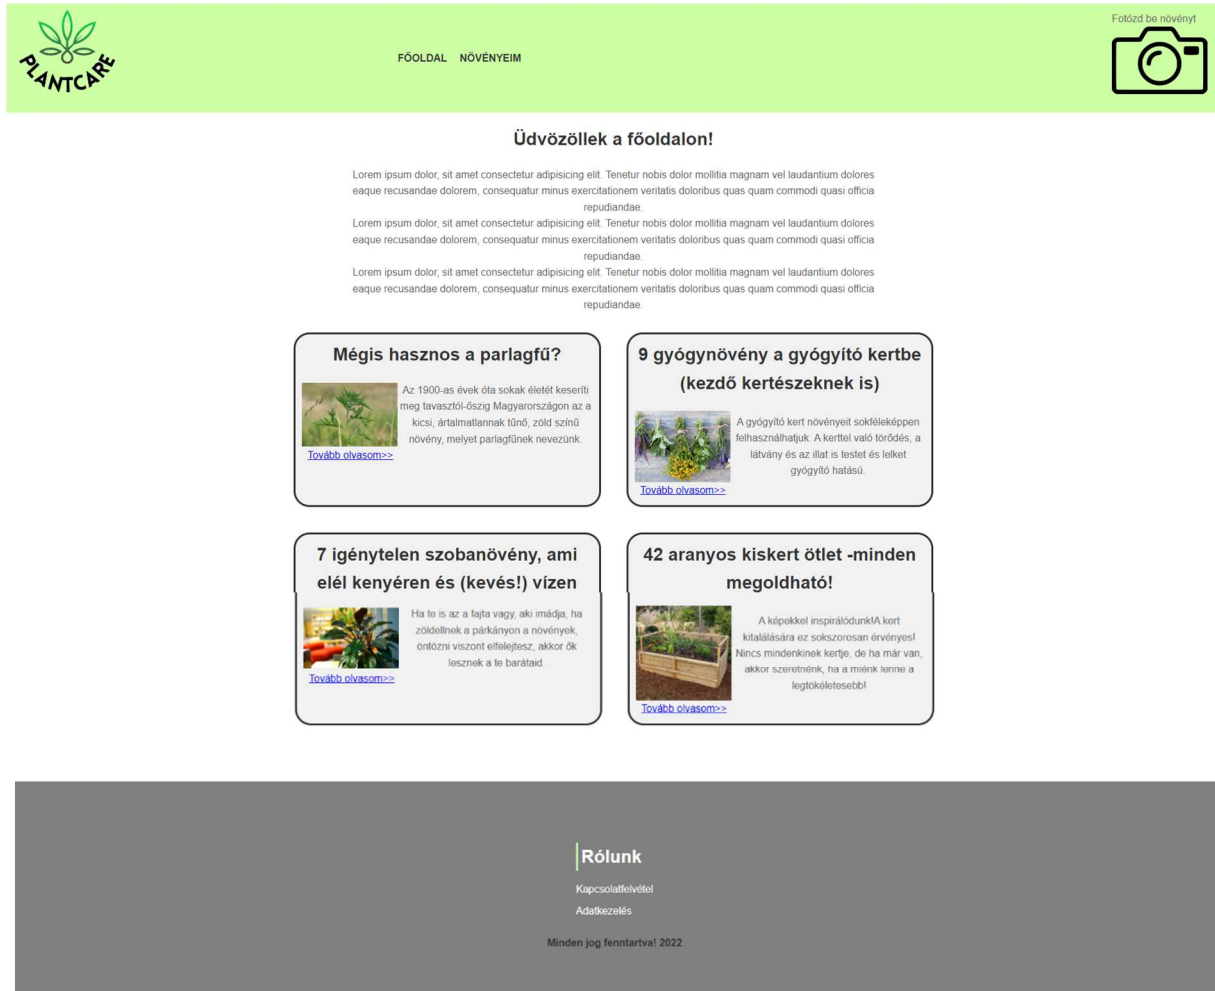 PLANTCARE
FŐOLDAL NÖVÉNYEIM
Fotózd be növényt
Üdvözöllek a főoldalon!
Lorem ipsum dolor, sit amet consectetur adipisicing elit. Tenetur nobis dolor mollitia magnam vel laudantium dolores
eaque recusandae dolorem, consequatur minus exercitationem veritatis doloribus quas quam commodi quasi officia
repudiandae.
Lorem ipsum dolor, sit amet consectetur adipisicing elit. Tenetur nobis dolor mollitia magnam vel laudantium dolores
eaque recusandae dolorem, consequatur minus exercitationem veritatis doloribus quas quam commodi quasi officia
repudiandae.
Lorem ipsum dolor, sit amet consectetur adipisicing elit. Tenetur nobis dolor mollitia magnam vel laudantium dolores
eaque recusandae dolorem, consequatur minus exercitationem veritatis doloribus quas quam commodi quasi officia
repudiandae.
Mégis hasznos a parlagfű?
Az 1900-as évek óta sokak életét keseríti
meg tavasztól-őszig Magyarországon az a
kicsi, ártalmatlannak tűnő, zöld színű
növény, melyet parlagfűnek nevezünk.
Tovább olvasom>>
9 gyógynövény a gyógyító kertbe
(kezdő kertészeknek is)
A gyógyító kert növényeit sokféleképpen
felhasználhatjuk. A kerttel való törődés, a
látvány és az illat is testet és lelket
gyógyító hatású.
Tovább olvasom>>
7 igénytelen szobanövény, ami
elél kenyéren és (kevés!) vízen
Ha te is az a fajta vagy, aki imádja, ha
zöldellnek a párkányon a növények,
öntözni viszont elfelejtesz, akkor ők
lesznek a te barátaid.
Tovább olvasom>>
42 aranyos kiskert ötlet -minden
megoldható!
A képekkel inspirálódunk!A kert
kitalálására ez sokszorosan érvényes!
Nincs mindenkinek kertje, de ha már van,
akkor szeretnénk, ha a miénk lenne a
legtökéletesebb!
Tovább olvasom>>
Rólunk
Kapcsolatfelvétel
Adatkezelés
Minden jog fenntartva! 2022